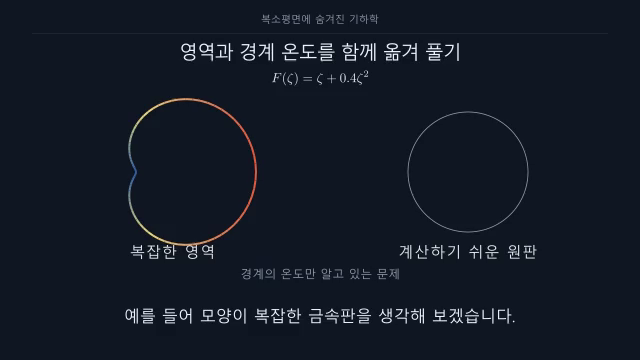 복소평면에 숨겨진 기하학
영역과 경계 온도를 함께 옮겨 풀기
F(ζ) = ζ + 0.4ζ²
복잡한 영역
계산하기 쉬운 원판
경계의 온도만 알고 있는 문제
예를 들어 모양이 복잡한 금속판을 생각해 보겠습니다.